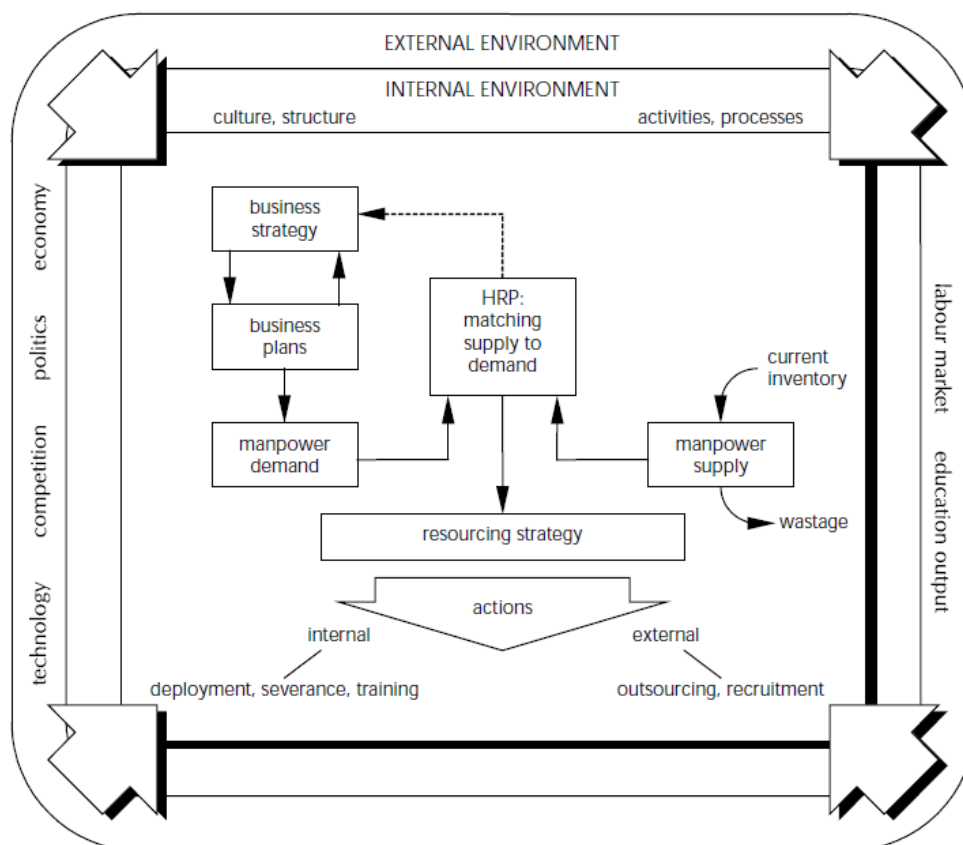 EXTERNAL ENVIRONMENT
INTERNAL ENVIRONMENT
culture, structure
activities, processes
economy
politics
competition
technology
business
strategy
business
plans
manpower
demand
HRP:
matching
supply to
demand
current
inventory
manpower
supply
wastage
resourcing strategy
actions
internal
external
deployment, severance, training
outsourcing, recruitment
labour market
education output